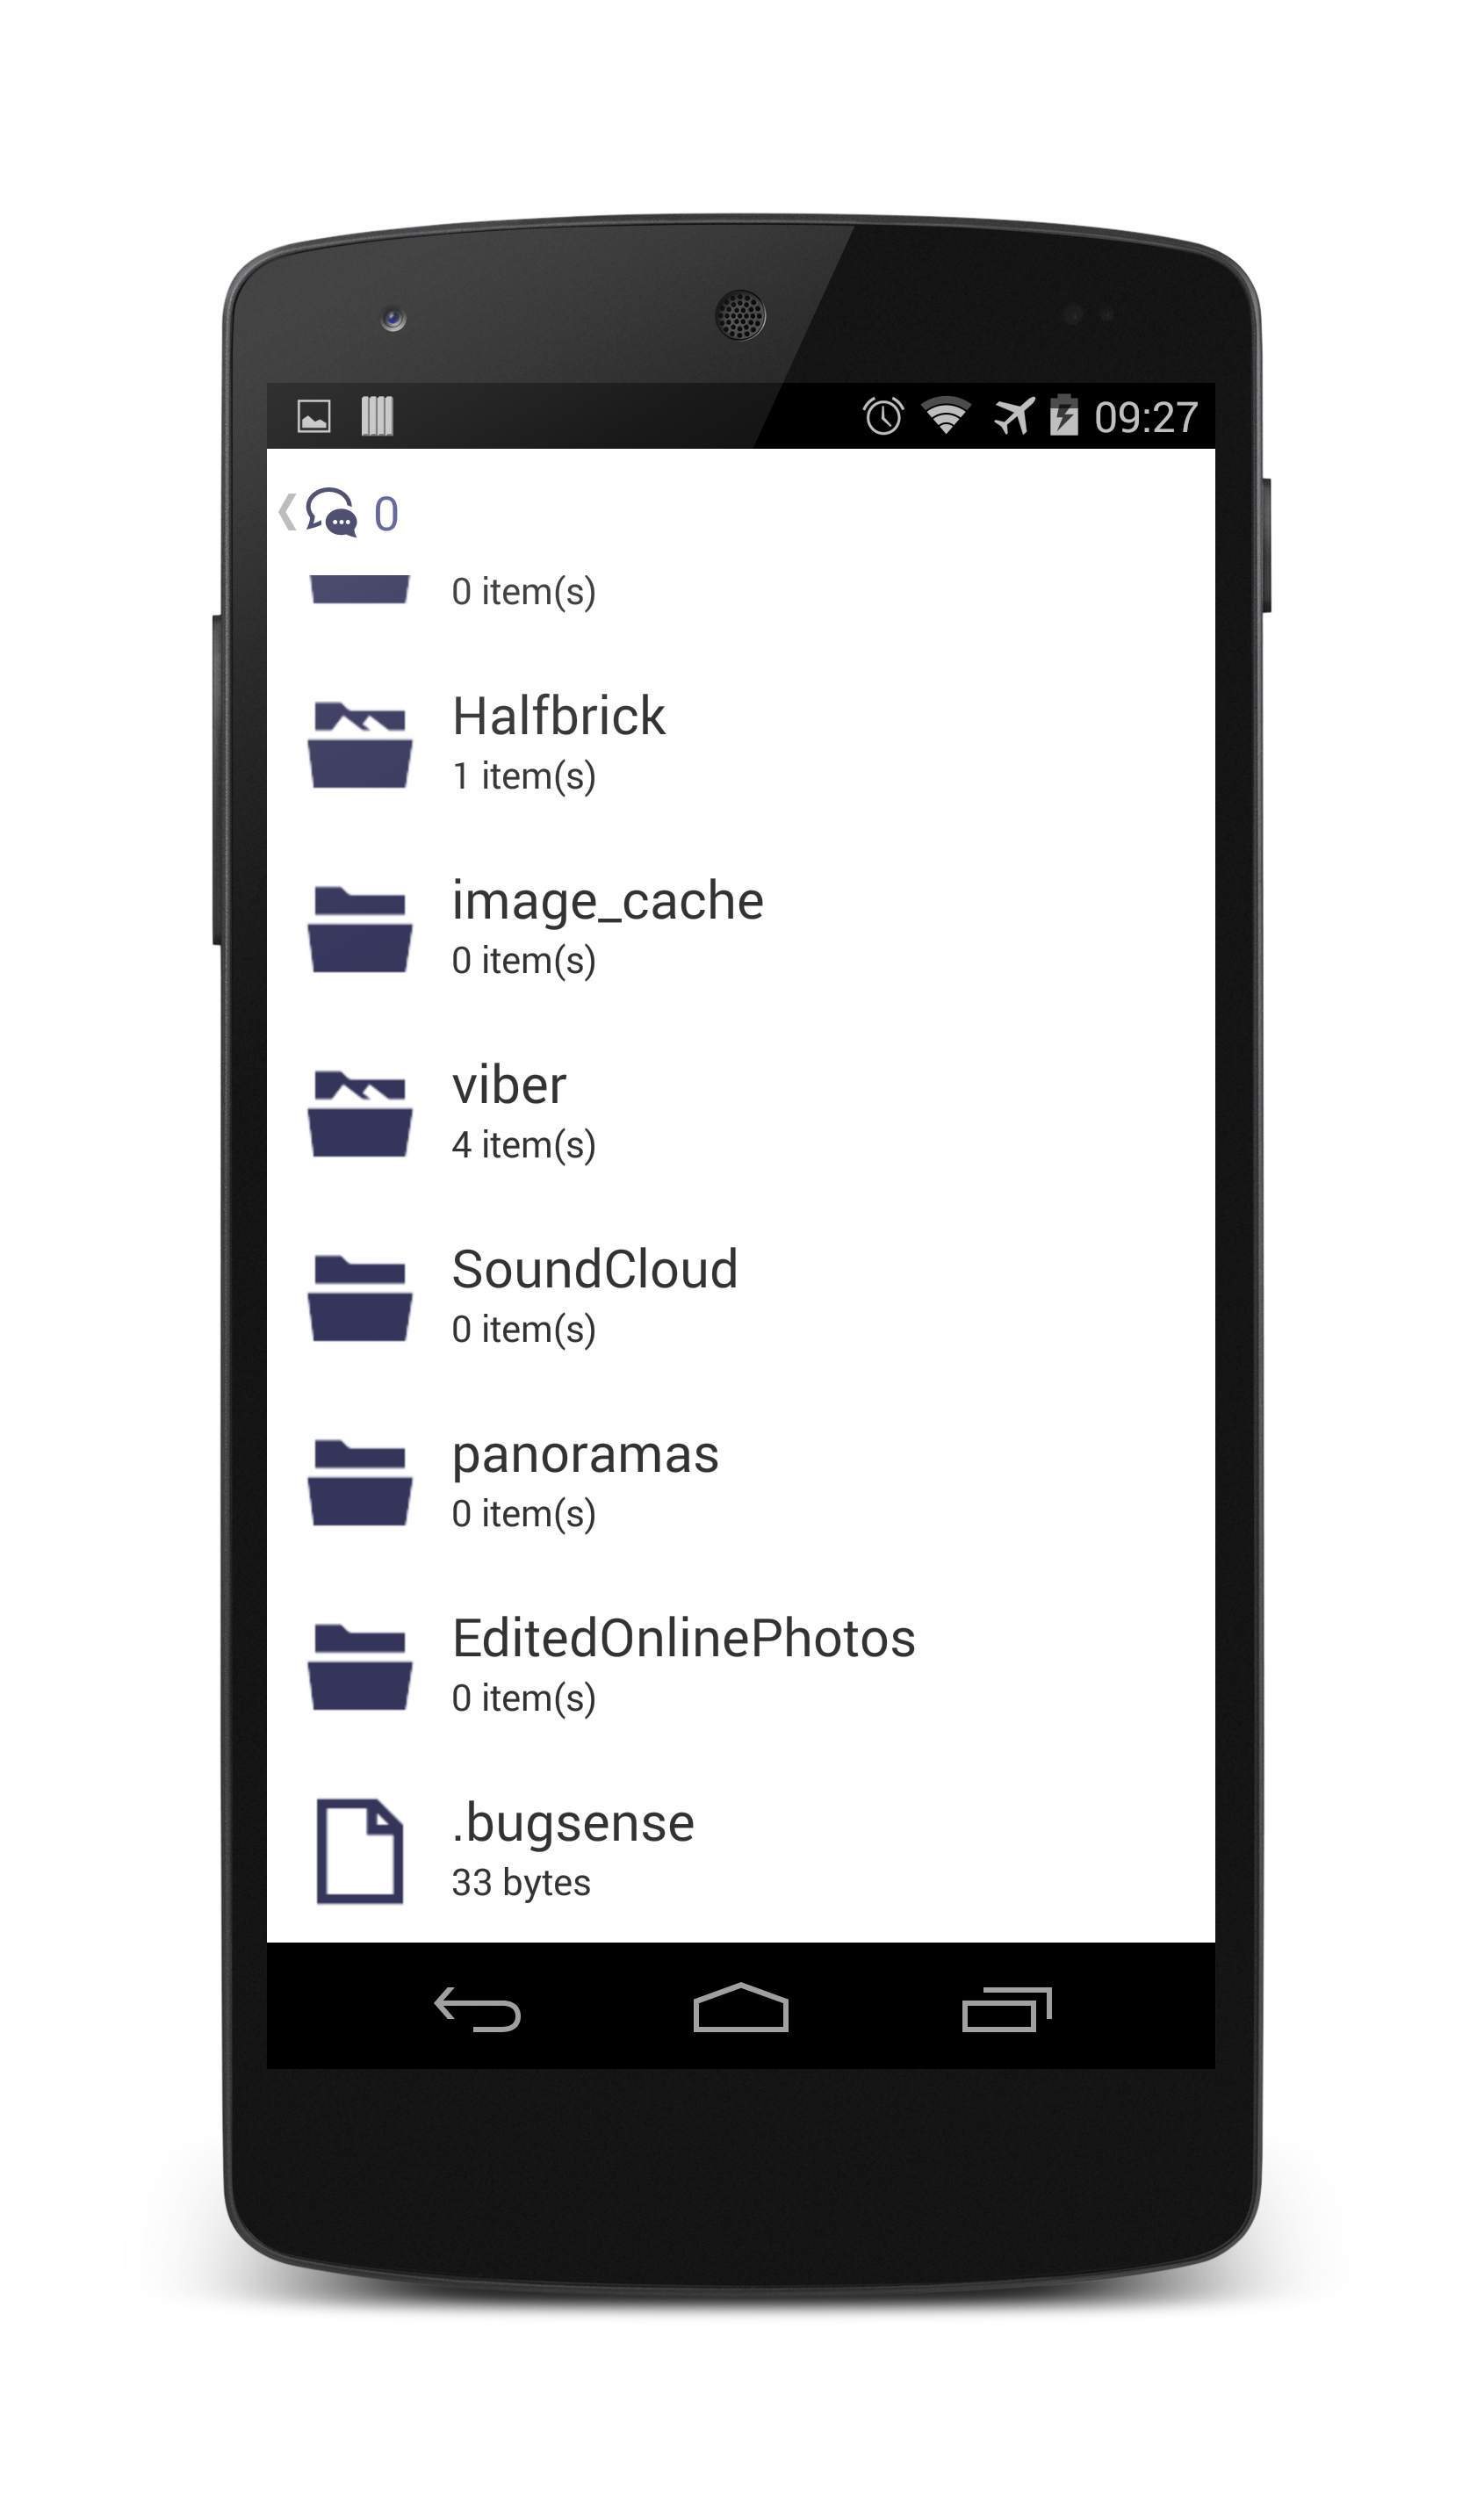 09:27
0
0 item(s)
Halfbrick
1 item(s)
image_cache
0 item(s)
viber
4 item(s)
SoundCloud
0 item(s)
panoramas
0 item(s)
EditedOnlinePhotos
0 item(s)
.bugsense
33 bytes